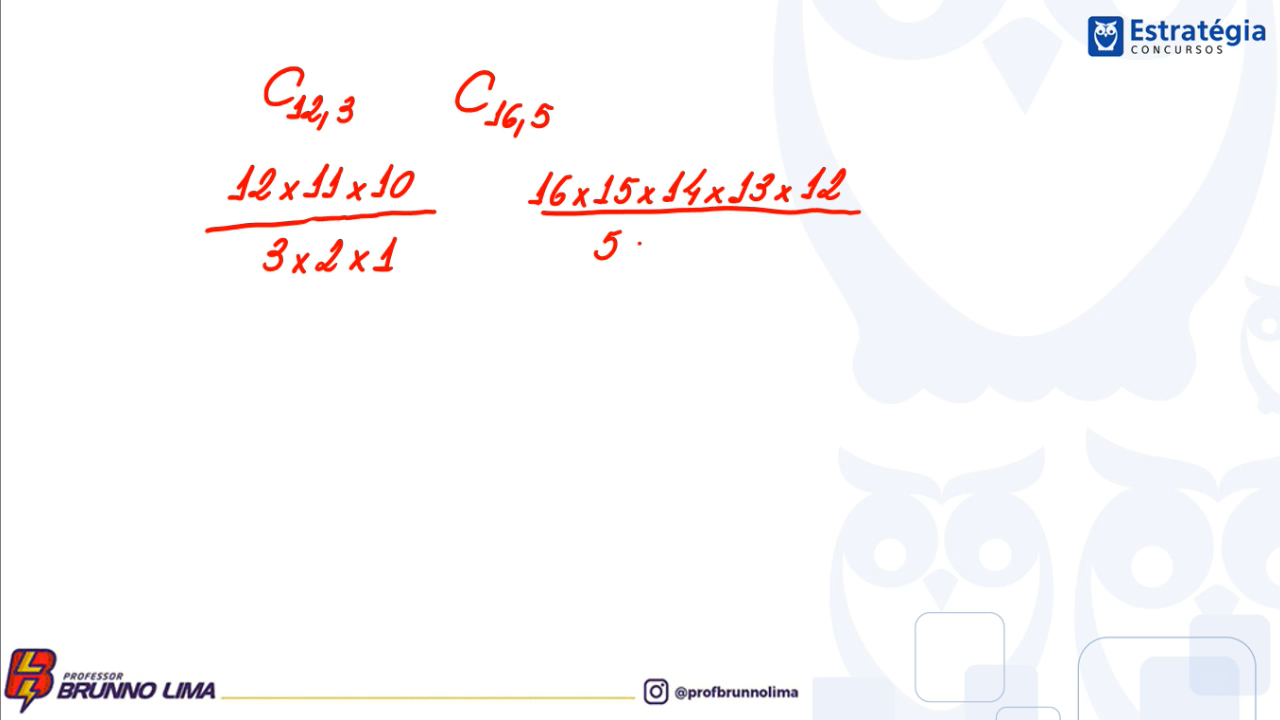 Estratégia
CONCURSOS
C12,3 C16,5
12×11×10 16×15×14×13×12
3×2×1 5 ·
PROFESSOR
BRUNNO LIMA
@profbrunnolima